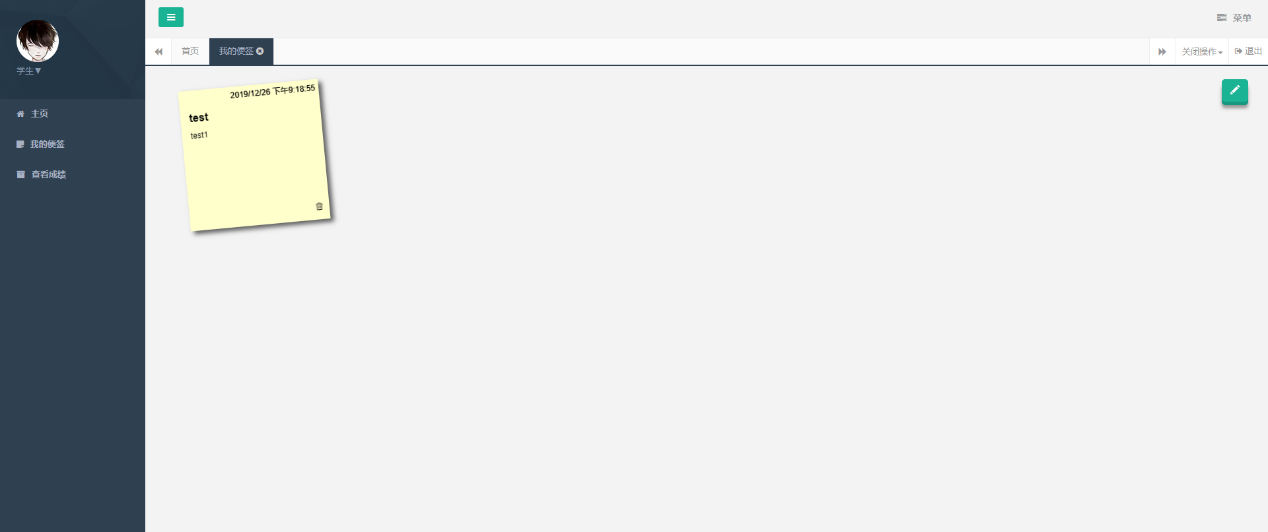 菜单
首页
我的便签
关闭操作
退出
学生
主页
我的便签
查看成绩
2019/12/26 下午9:18:55
test
test1